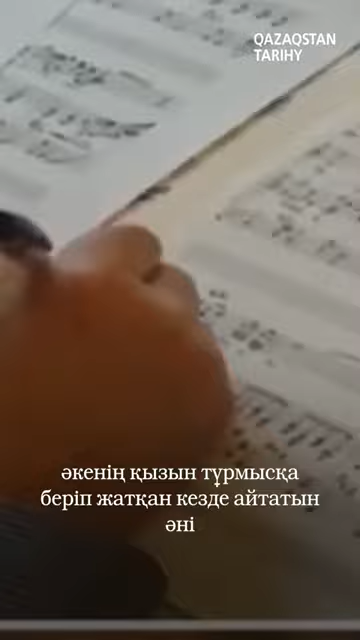 QAZAQSTAN
TARIHY
әкенің қызын тұрмысқа
беріп жатқан кезде айтатын
әні